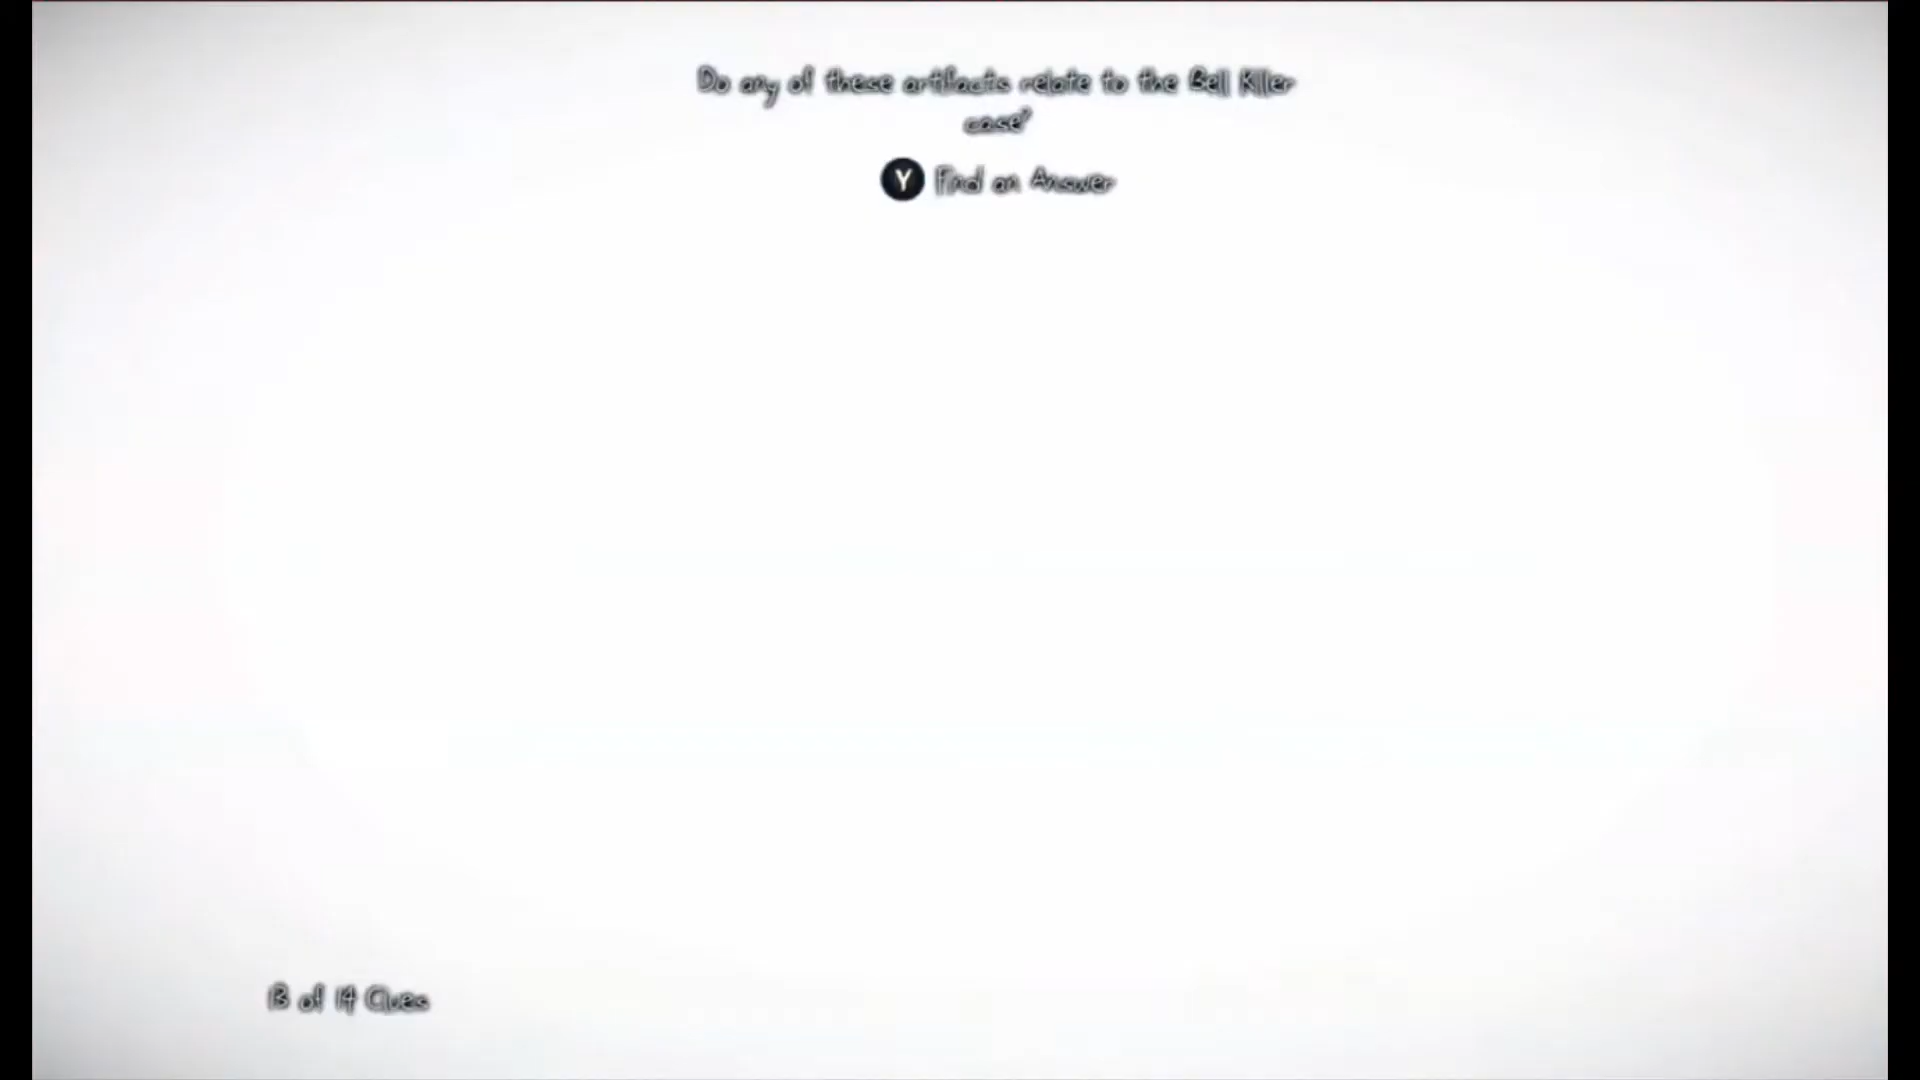 Do any of these artifacts relate to the Bell Killer
case?
Y Find an Answer
13 of 14 Clues